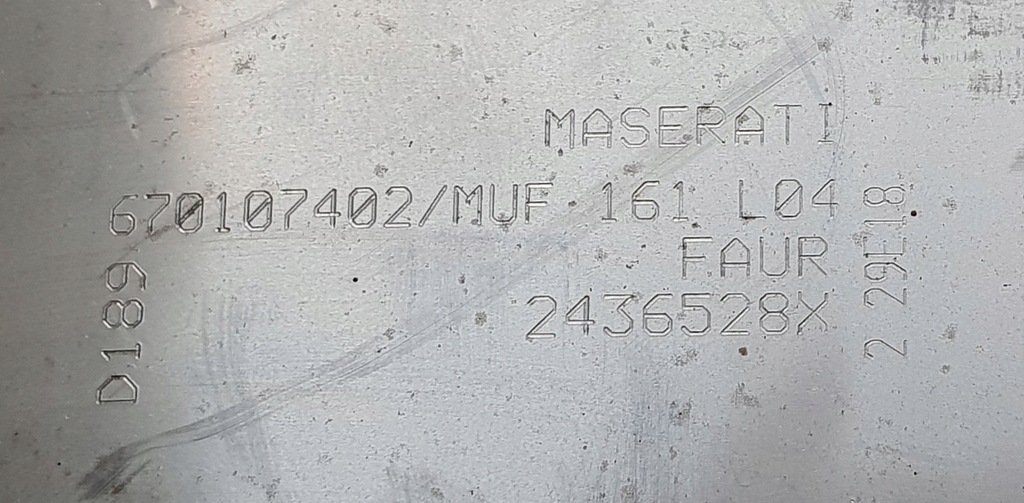 MASERATI
670107402/MUF 161 L04
FAUR
2436528X
D189
2 29E18